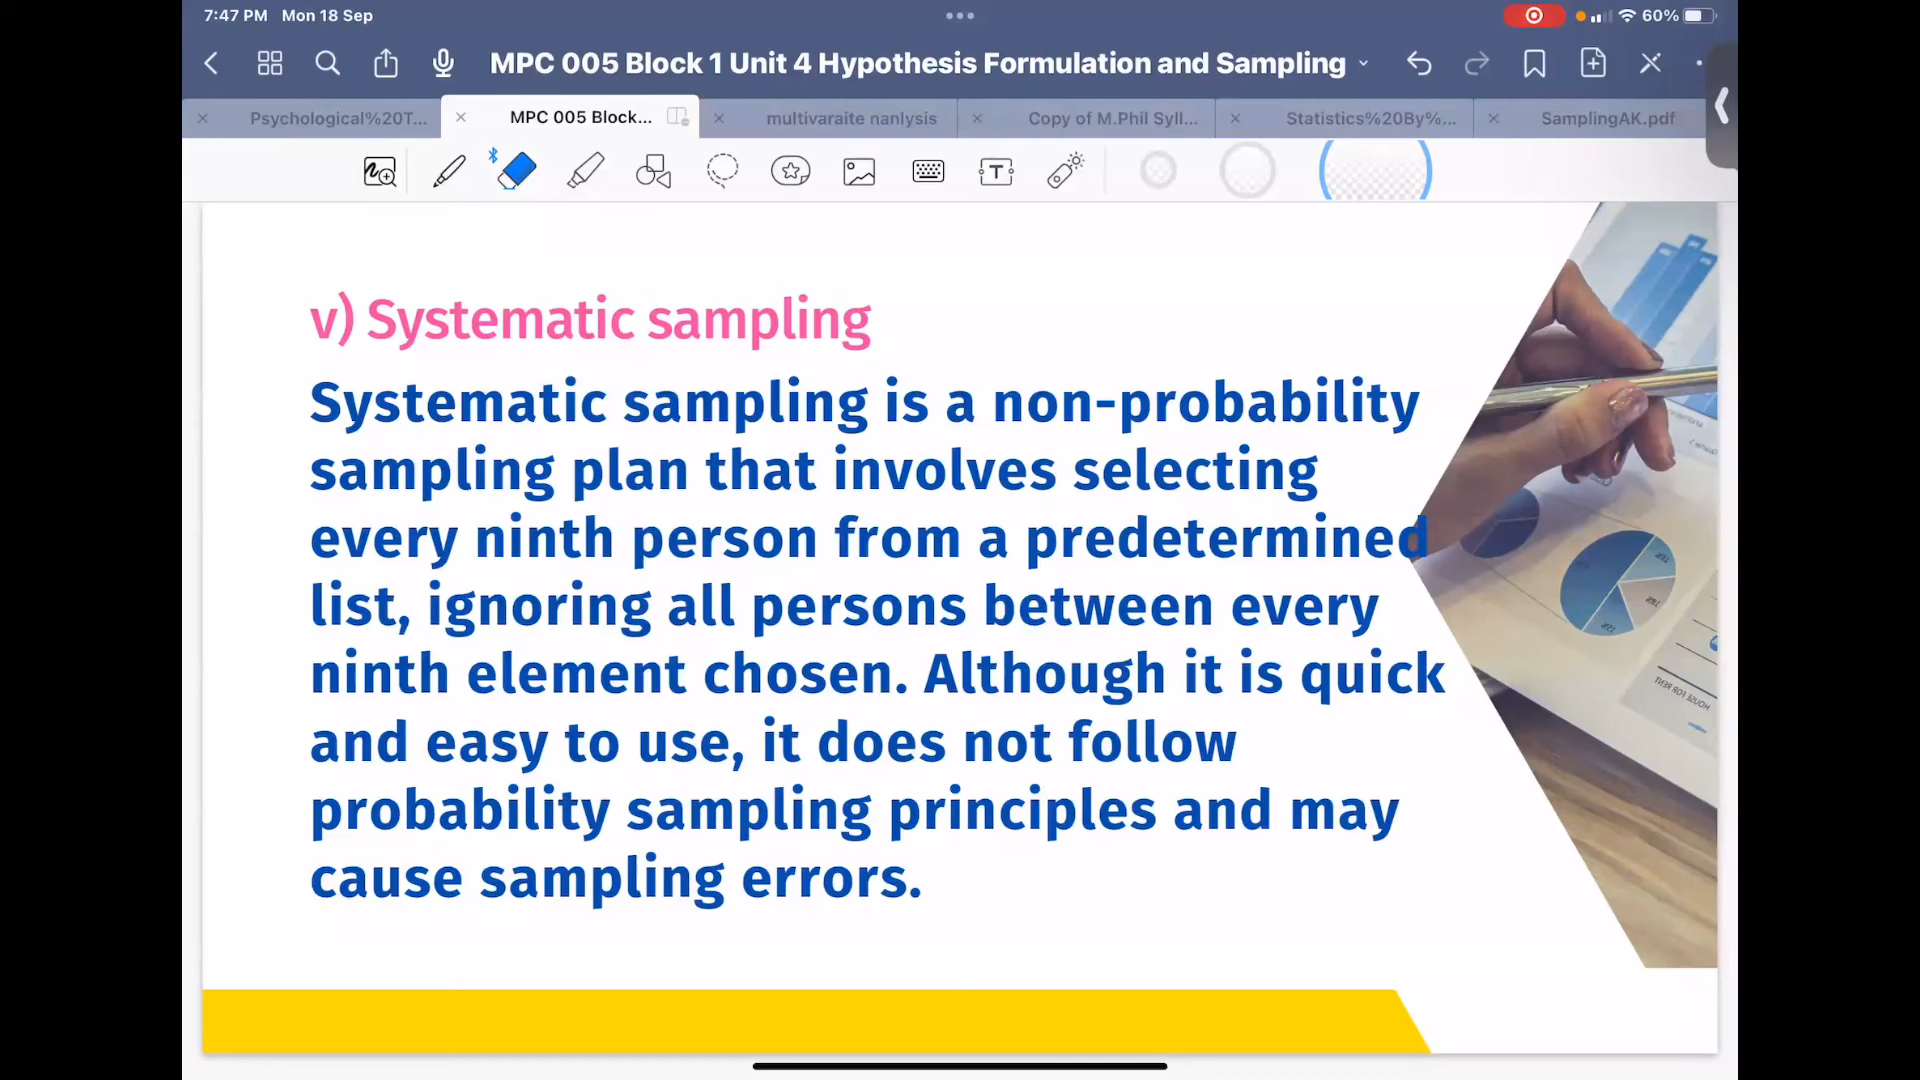 7:47 PM Mon 18 Sep
60%
MPC 005 Block 1 Unit 4 Hypothesis Formulation and Sampling
Psychological%20T...
MPC 005 Block...
multivaraite nanlysis
Copy of M.Phil Syll...
Statistics%20By%...
SamplingAK.pdf
v) Systematic sampling
Systematic sampling is a non-probability
sampling plan that involves selecting
every ninth person from a predetermined
list, ignoring all persons between every
ninth element chosen. Although it is quick
and easy to use, it does not follow
probability sampling principles and may
cause sampling errors.
HOUSE FOR RENT